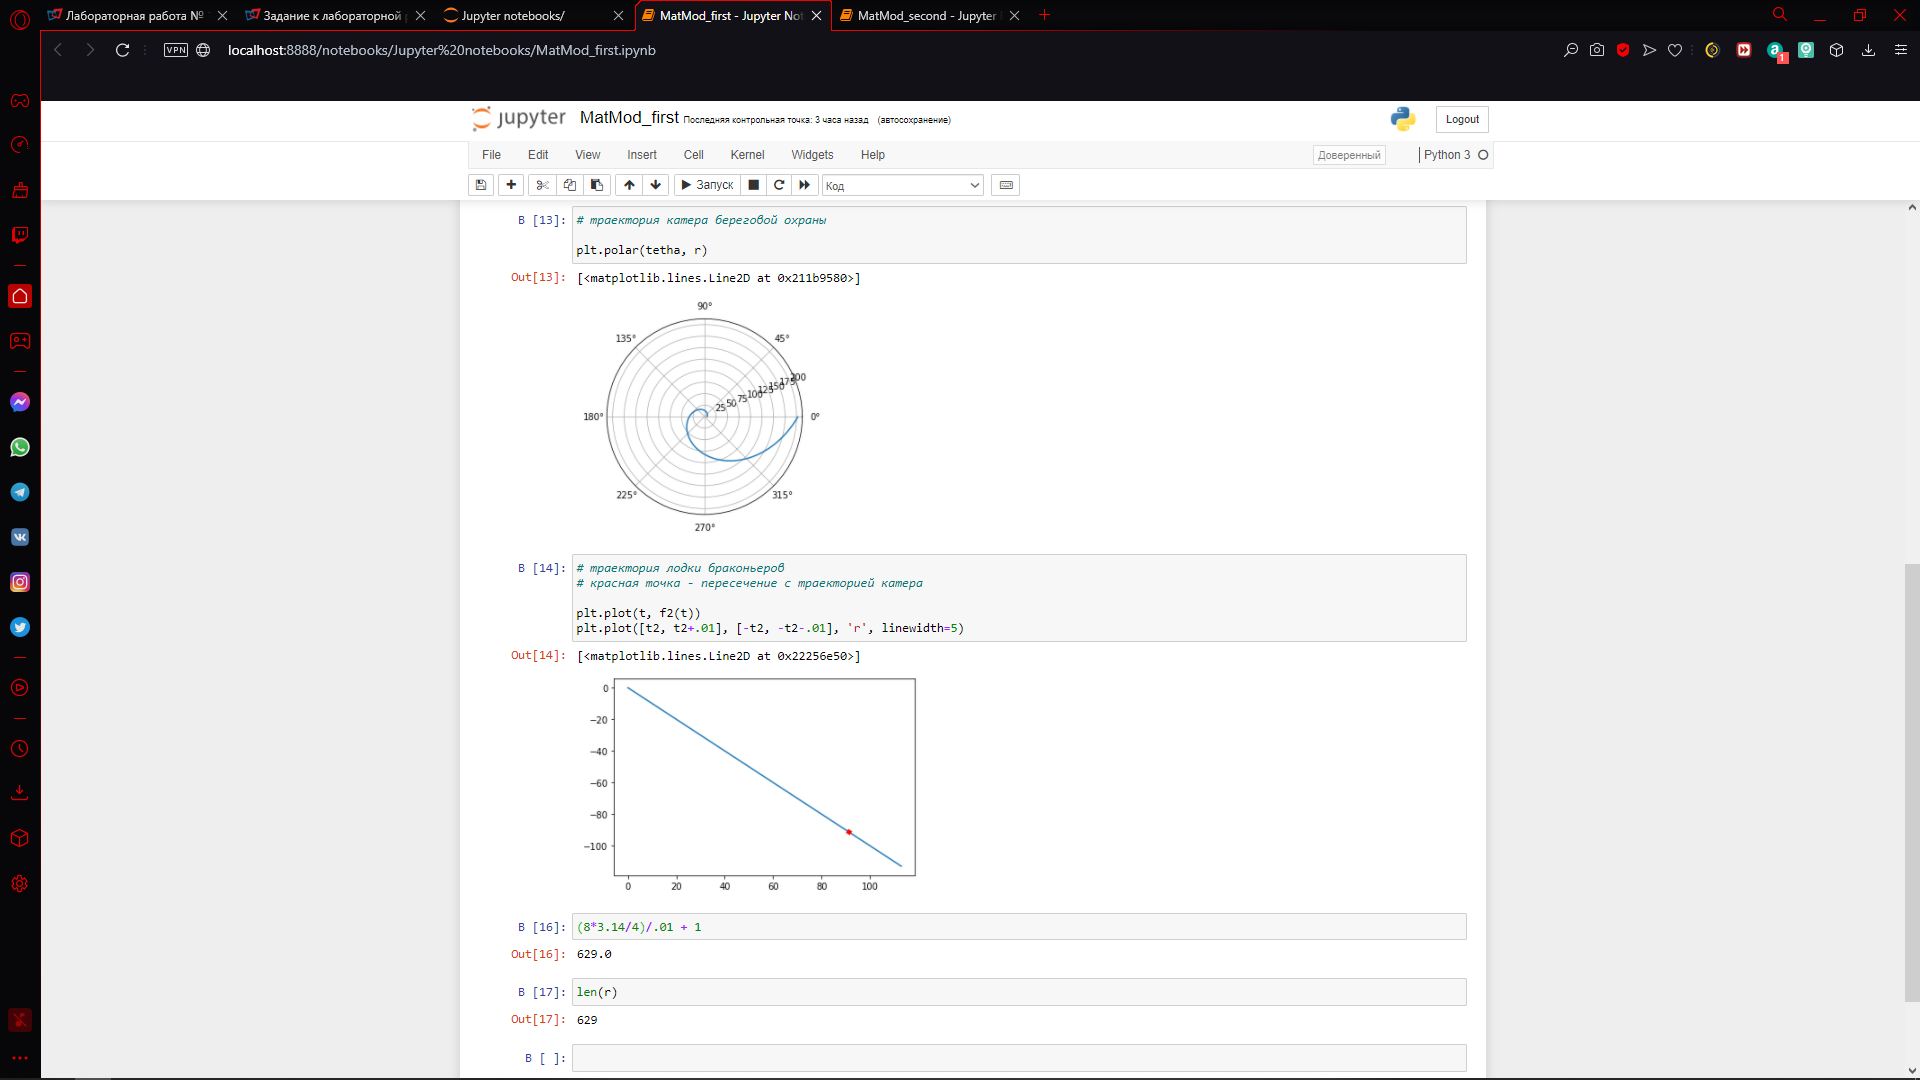 Лабораторная работа №
Задание к лабораторной
Jupyter notebooks/
MatMod_first - Jupyter No
MatMod_second - Jupyter
VPN
localhost:8888/notebooks/Jupyter%20notebooks/MatMod_first.ipynb
1
jupyter MatMod_first Последняя контрольная точка: 3 часа назад (автосохранение)
Logout
File Edit View Insert Cell Kernel Widgets Help
Доверенный
Python 3
Запуск
Код
В [13]: # траектория катера береговой охраны
plt.polar(tetha, r)
Out[13]: [<matplotlib.lines.Line2D at 0x211b9580>]
90°
135° 45°
25 50 75 100 125 150 175 200
180° 0°
225° 315°
270°
В [14]: # траектория лодки браконьеров
# красная точка - пересечение с траекторией катера
plt.plot(t, f2(t))
plt.plot([t2, t2+.01], [-t2, -t2-.01], 'r', linewidth=5)
Out[14]: [<matplotlib.lines.Line2D at 0x22256e50>]
0
−20
−40
−60
−80
−100
0 20 40 60 80 100
В [16]: (8*3.14/4)/.01 + 1
Out[16]: 629.0
В [17]: len(r)
Out[17]: 629
В [ ]: